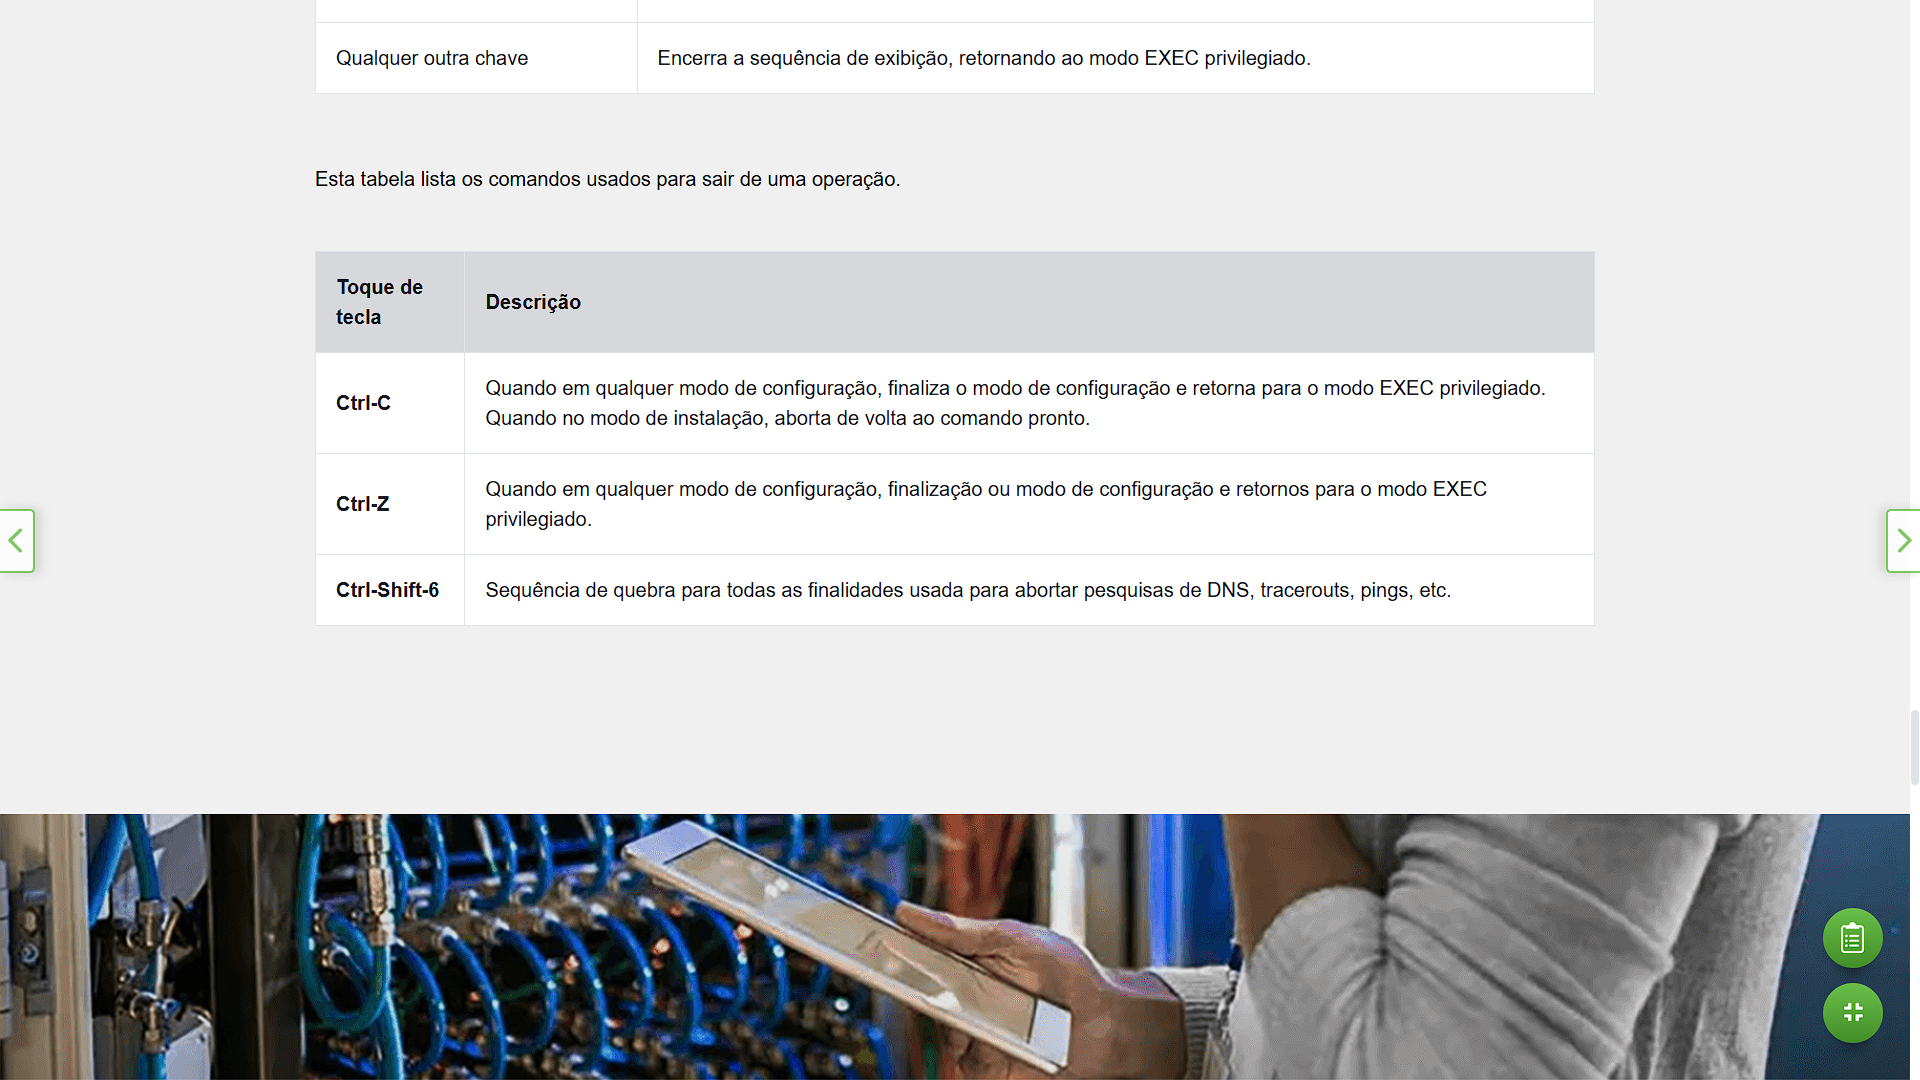 Qualquer outra chave
Encerra a sequência de exibição, retornando ao modo EXEC privilegiado.
Esta tabela lista os comandos usados para sair de uma operação.
Toque de
tecla
Descrição
Ctrl-C
Quando em qualquer modo de configuração, finaliza o modo de configuração e retorna para o modo EXEC privilegiado.
Quando no modo de instalação, aborta de volta ao comando pronto.
Ctrl-Z
Quando em qualquer modo de configuração, finalização ou modo de configuração e retornos para o modo EXEC
privilegiado.
Ctrl-Shift-6
Sequência de quebra para todas as finalidades usada para abortar pesquisas de DNS, tracerouts, pings, etc.